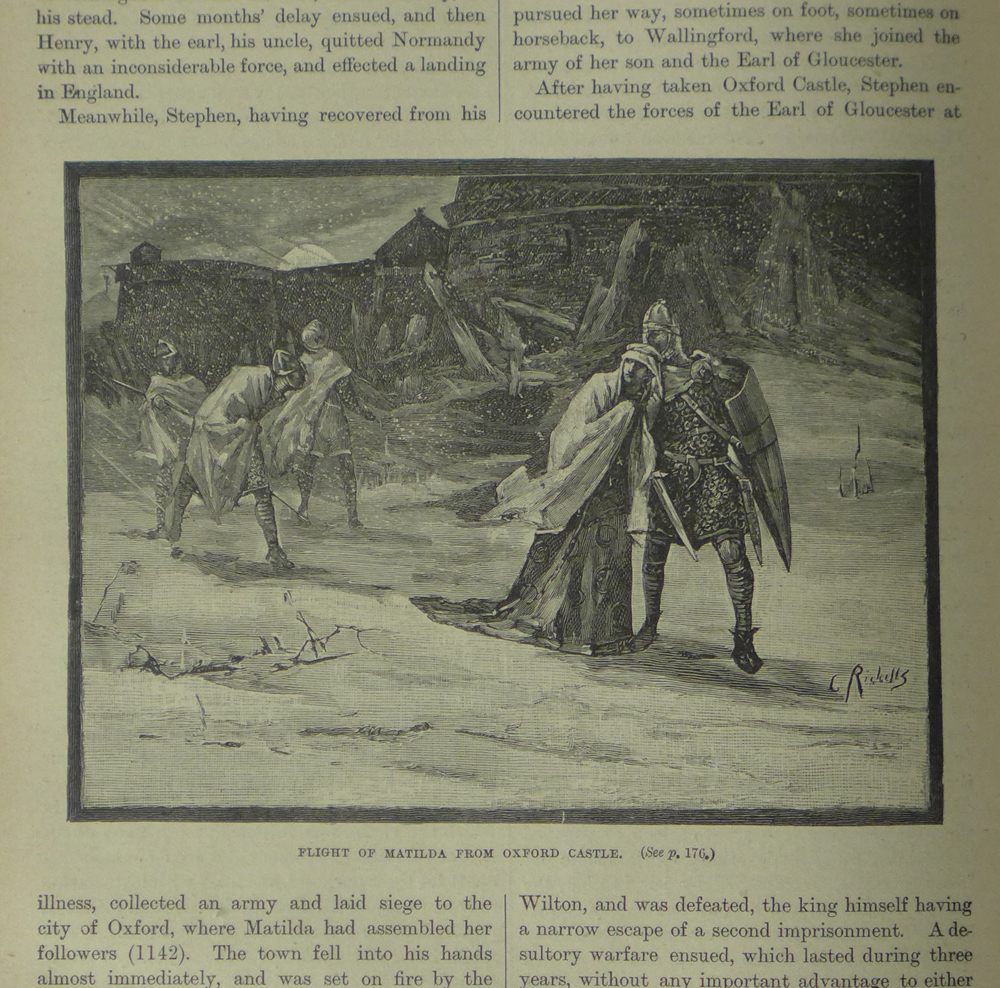 his stead. Some months' delay ensued, and then
Henry, with the earl, his uncle, quitted Normandy
with an inconsiderable force, and effected a landing
in England.
Meanwhile, Stephen, having recovered from his
pursued her way, sometimes on foot, sometimes on
horseback, to Wallingford, where she joined the
army of her son and the Earl of Gloucester.
After having taken Oxford Castle, Stephen en-
countered the forces of the Earl of Gloucester at
C Ricketts
FLIGHT OF MATILDA FROM OXFORD CASTLE. (See p. 176.)
illness, collected an army and laid siege to the
city of Oxford, where Matilda had assembled her
followers (1142). The town fell into his hands
almost immediately, and was set on fire by the
Wilton, and was defeated, the king himself having
a narrow escape of a second imprisonment. A de-
sultory warfare ensued, which lasted during three
years, without any important advantage to either